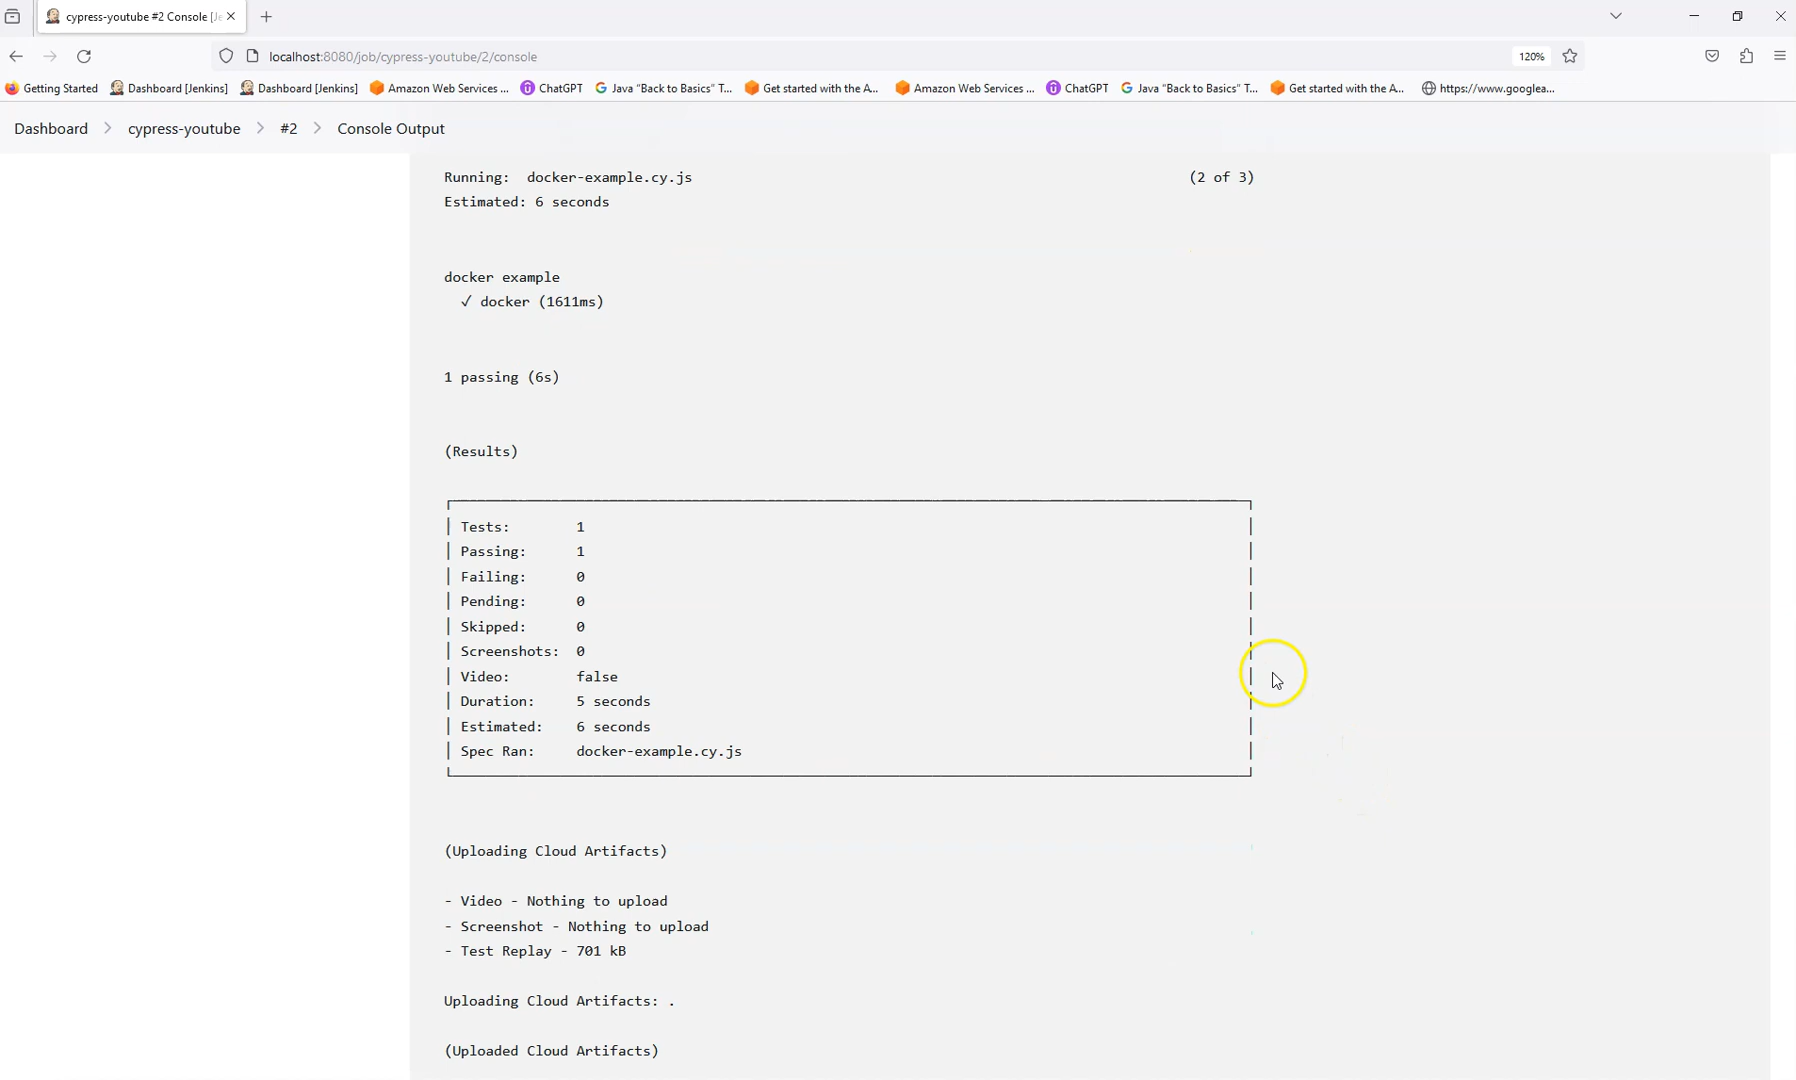 cypress-youtube #2 Console [Je
localhost:8080/job/cypress-youtube/2/console
120%
Getting Started
Dashboard [Jenkins]
Dashboard [Jenkins]
Amazon Web Services ...
ChatGPT
Java "Back to Basics" T...
Get started with the A...
Amazon Web Services ...
ChatGPT
Java "Back to Basics" T...
Get started with the A...
https://www.googlea...
Dashboard > cypress-youtube > #2 > Console Output
Running: docker-example.cy.js (2 of 3)
Estimated: 6 seconds
docker example
✓ docker (1611ms)
1 passing (6s)
(Results)
Tests: 1
Passing: 1
Failing: 0
Pending: 0
Skipped: 0
Screenshots: 0
Video: false
Duration: 5 seconds
Estimated: 6 seconds
Spec Ran: docker-example.cy.js
(Uploading Cloud Artifacts)
- Video - Nothing to upload
- Screenshot - Nothing to upload
- Test Replay - 701 kB
Uploading Cloud Artifacts: .
(Uploaded Cloud Artifacts)